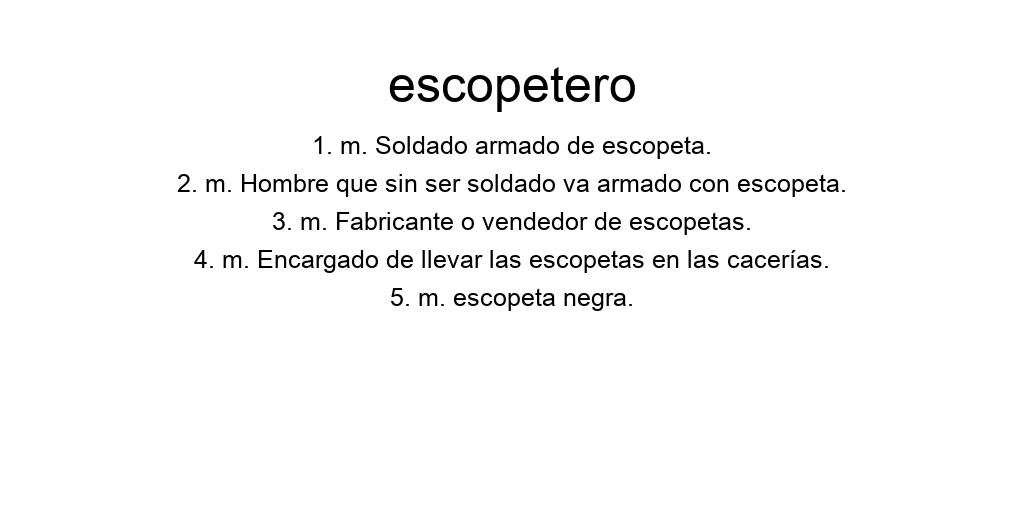 escopetero
1. m. Soldado armado de escopeta.
2. m. Hombre que sin ser soldado va armado con escopeta.
3. m. Fabricante o vendedor de escopetas.
4. m. Encargado de llevar las escopetas en las cacerías.
5. m. escopeta negra.